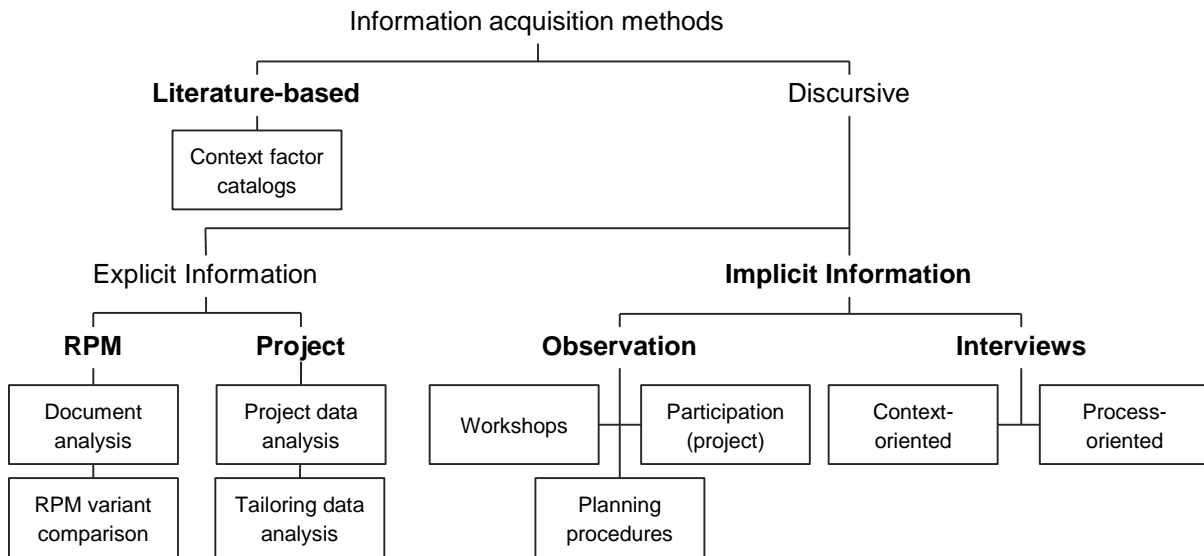 Information acquisition methods
Literature-based
Discursive
Context factor
catalogs
Explicit Information
Implicit Information
RPM
Project
Observation
Interviews
Document
analysis
Project data
analysis
Workshops
Participation
(project)
Context-
oriented
Process-
oriented
RPM variant
comparison
Tailoring data
analysis
Planning
procedures